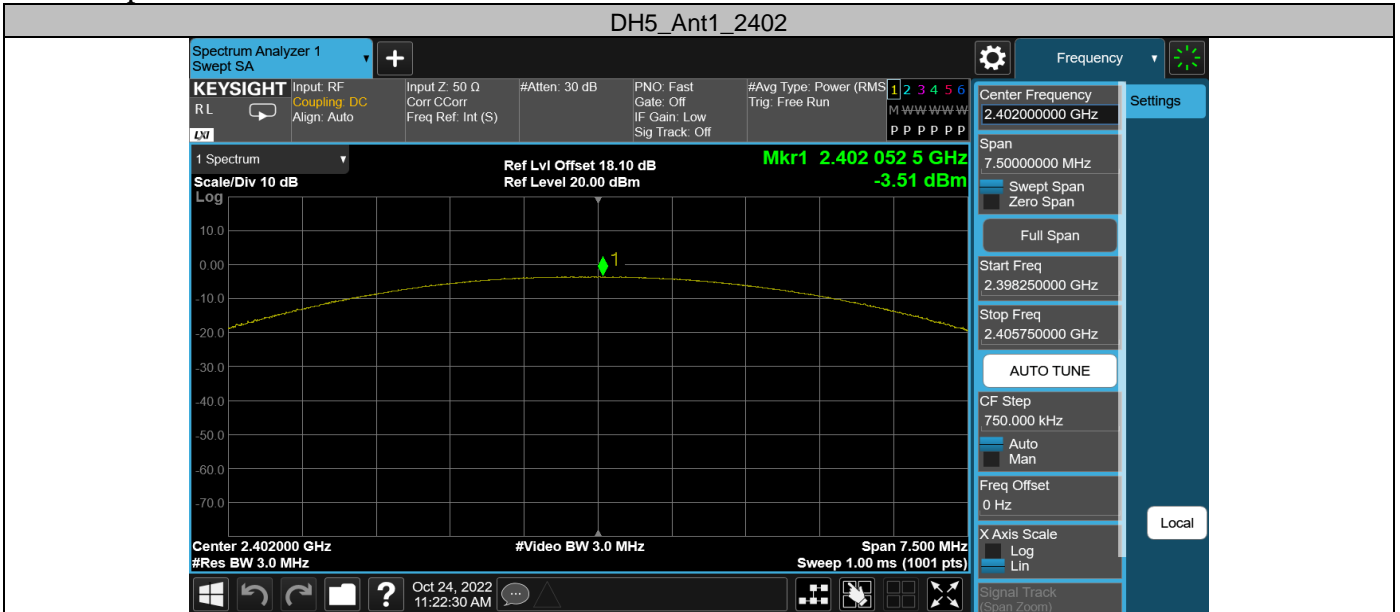 DH5_Ant1_2402
Spectrum Analyzer 1
Swept SA
Frequency
KEYSIGHT
R L
LXI
Input: RF
Coupling: DC
Align: Auto
Input Z: 50 Ω
Corr CCorr
Freq Ref: Int (S)
#Atten: 30 dB
PNO: Fast
Gate: Off
IF Gain: Low
Sig Track: Off
#Avg Type: Power (RMS
Trig: Free Run
1 2 3 4 5 6
M W W W W W
P P P P P P
1 Spectrum
Scale/Div 10 dB
Ref Lvl Offset 18.10 dB
Ref Level 20.00 dBm
Mkr1 2.402 052 5 GHz
-3.51 dBm
Log
10.0
0.00
-10.0
-20.0
-30.0
-40.0
-50.0
-60.0
-70.0
1
Center 2.402000 GHz
#Res BW 3.0 MHz
#Video BW 3.0 MHz
Span 7.500 MHz
Sweep 1.00 ms (1001 pts)
Center Frequency
2.402000000 GHz
Settings
Span
7.50000000 MHz
Swept Span
Zero Span
Full Span
Start Freq
2.398250000 GHz
Stop Freq
2.405750000 GHz
AUTO TUNE
CF Step
750.000 kHz
Auto
Man
Freq Offset
0 Hz
X Axis Scale
Log
Lin
Local
Signal Track
(Span Zoom)
?
Oct 24, 2022
11:22:30 AM